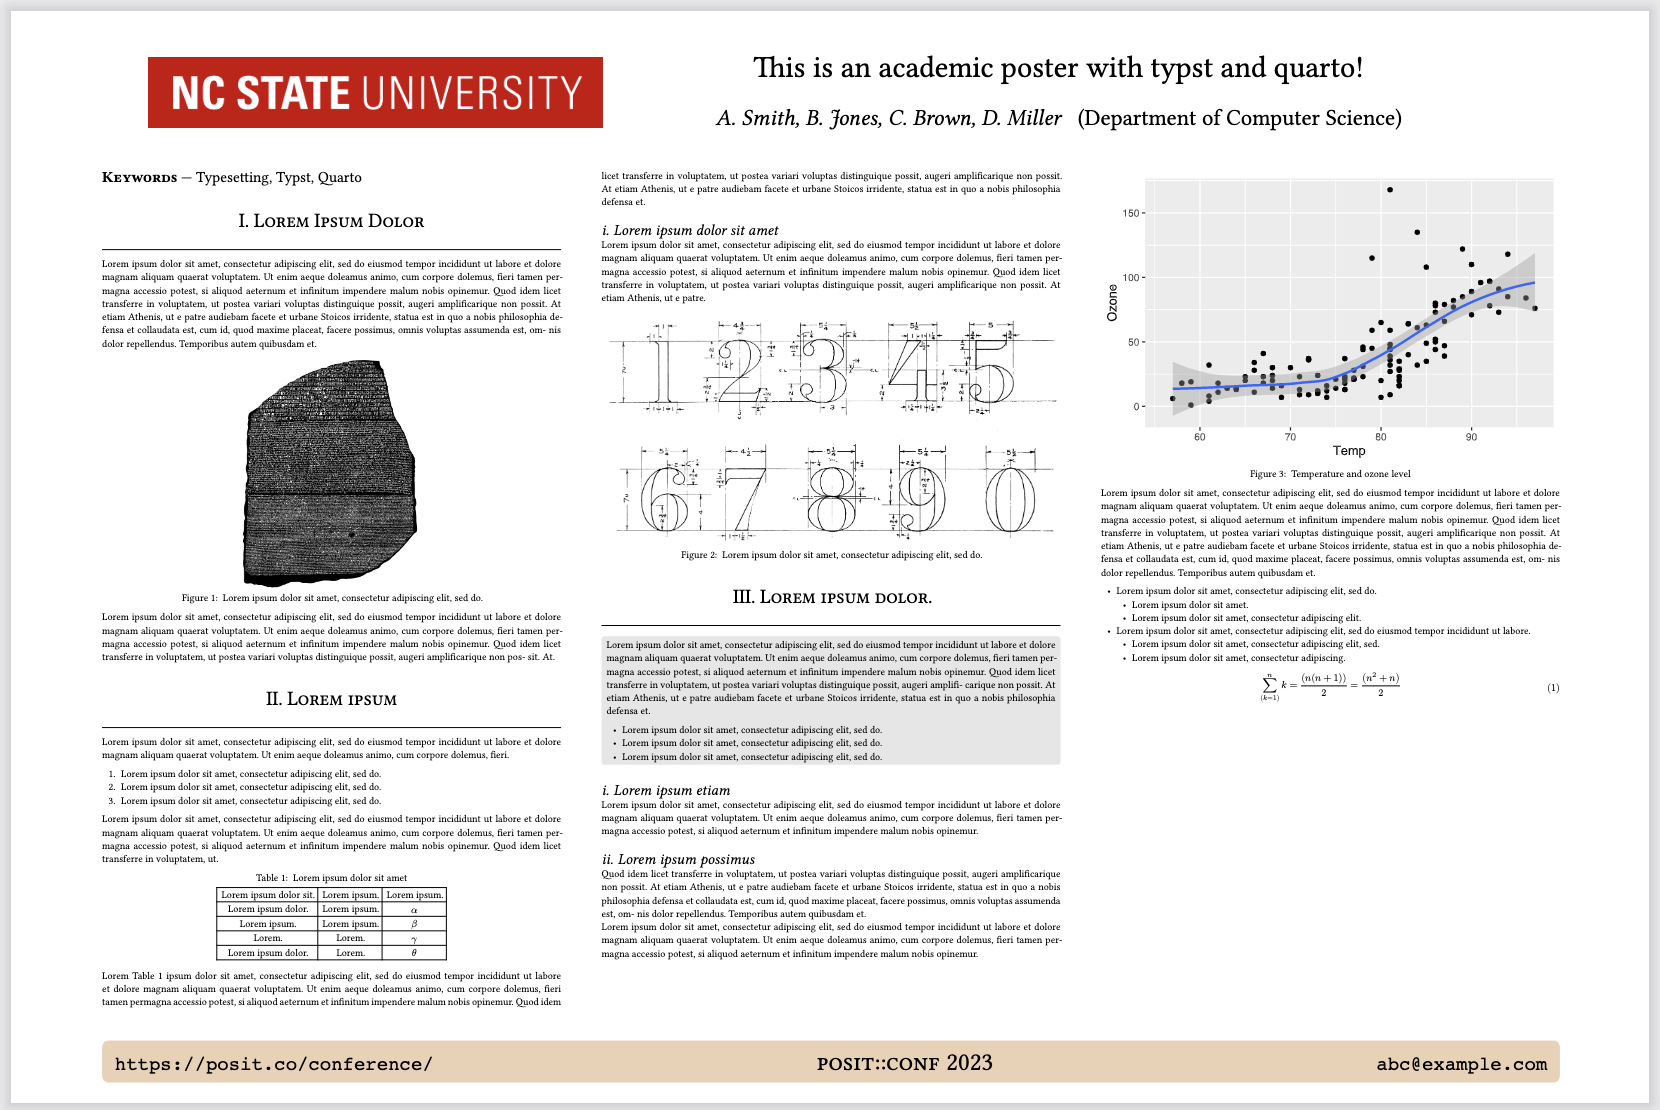 NC STATE UNIVERSITY
This is an academic poster with typst and quarto!
A. Smith, B. Jones, C. Brown, D. Miller (Department of Computer Science)
Keywords — Typesetting, Typst, Quarto
I. Lorem Ipsum Dolor
Lorem ipsum dolor sit amet, consectetur adipiscing elit, sed do eiusmod tempor incididunt ut labore et dolore
magnam aliquam quaerat voluptatem. Ut enim aeque doleamus animo, cum corpore dolemus, fieri tamen per-
magna accessio potest, si aliquod aeternum et infinitum impendere malum nobis opinemur. Quod idem licet
transferre in voluptatem, ut postea variari voluptas distinguique possit, augeri amplificarique non possit. At
etiam Athenis, ut e patre audiebam facete et urbane Stoicos irridente, statua est in quo a nobis philosophia de-
fensa et collaudata est, cum id, quod maxime placeat, facere possimus, omnis voluptas assumenda est, om- nis
dolor repellendus. Temporibus autem quibusdam et.
Figure 1: Lorem ipsum dolor sit amet, consectetur adipiscing elit, sed do.
Lorem ipsum dolor sit amet, consectetur adipiscing elit, sed do eiusmod tempor incididunt ut labore et dolore
magnam aliquam quaerat voluptatem. Ut enim aeque doleamus animo, cum corpore dolemus, fieri tamen per-
magna accessio potest, si aliquod aeternum et infinitum impendere malum nobis opinemur. Quod idem licet
transferre in voluptatem, ut postea variari voluptas distinguique possit, augeri amplificarique non pos- sit. At.
II. Lorem ipsum
Lorem ipsum dolor sit amet, consectetur adipiscing elit, sed do eiusmod tempor incididunt ut labore et dolore
magnam aliquam quaerat voluptatem. Ut enim aeque doleamus animo, cum corpore dolemus, fieri.
1. Lorem ipsum dolor sit amet, consectetur adipiscing elit, sed do.
2. Lorem ipsum dolor sit amet, consectetur adipiscing elit, sed do.
3. Lorem ipsum dolor sit amet, consectetur adipiscing elit, sed do.
Lorem ipsum dolor sit amet, consectetur adipiscing elit, sed do eiusmod tempor incididunt ut labore et dolore
magnam aliquam quaerat voluptatem. Ut enim aeque doleamus animo, cum corpore dolemus, fieri tamen per-
magna accessio potest, si aliquod aeternum et infinitum impendere malum nobis opinemur. Quod idem licet
transferre in voluptatem, ut.
Table 1: Lorem ipsum dolor sit amet
Lorem ipsum dolor sit. Lorem ipsum. Lorem ipsum.
Lorem ipsum dolor. Lorem ipsum. α
Lorem ipsum. Lorem ipsum. β
Lorem. Lorem. γ
Lorem ipsum dolor. Lorem. θ
Lorem Table 1 ipsum dolor sit amet, consectetur adipiscing elit, sed do eiusmod tempor incididunt ut labore
et dolore magnam aliquam quaerat voluptatem. Ut enim aeque doleamus animo, cum corpore dolemus, fieri
tamen permagna accessio potest, si aliquod aeternum et infinitum impendere malum nobis opinemur. Quod idem
licet transferre in voluptatem, ut postea variari voluptas distinguique possit, augeri amplificarique non possit.
At etiam Athenis, ut e patre audiebam facete et urbane Stoicos irridente, statua est in quo a nobis philosophia
defensa et.
i. Lorem ipsum dolor sit amet
Lorem ipsum dolor sit amet, consectetur adipiscing elit, sed do eiusmod tempor incididunt ut labore et dolore
magnam aliquam quaerat voluptatem. Ut enim aeque doleamus animo, cum corpore dolemus, fieri tamen per-
magna accessio potest, si aliquod aeternum et infinitum impendere malum nobis opinemur. Quod idem licet
transferre in voluptatem, ut postea variari voluptas distinguique possit, augeri amplificarique non possit. At
etiam Athenis, ut e patre.
1 2 3 4 5
6 7 8 9 0
Figure 2: Lorem ipsum dolor sit amet, consectetur adipiscing elit, sed do.
III. Lorem ipsum dolor.
Lorem ipsum dolor sit amet, consectetur adipiscing elit, sed do eiusmod tempor incididunt ut labore et dolore
magnam aliquam quaerat voluptatem. Ut enim aeque doleamus animo, cum corpore dolemus, fieri tamen per-
magna accessio potest, si aliquod aeternum et infinitum impendere malum nobis opinemur. Quod idem licet
transferre in voluptatem, ut postea variari voluptas distinguique possit, augeri amplifi- carique non possit. At
etiam Athenis, ut e patre audiebam facete et urbane Stoicos irridente, statua est in quo a nobis philosophia
defensa et.
• Lorem ipsum dolor sit amet, consectetur adipiscing elit, sed do.
• Lorem ipsum dolor sit amet, consectetur adipiscing elit, sed do.
• Lorem ipsum dolor sit amet, consectetur adipiscing elit, sed do.
i. Lorem ipsum etiam
Lorem ipsum dolor sit amet, consectetur adipiscing elit, sed do eiusmod tempor incididunt ut labore et dolore
magnam aliquam quaerat voluptatem. Ut enim aeque doleamus animo, cum corpore dolemus, fieri tamen per-
magna accessio potest, si aliquod aeternum et infinitum impendere malum nobis opinemur.
ii. Lorem ipsum possimus
Quod idem licet transferre in voluptatem, ut postea variari voluptas distinguique possit, augeri amplificarique
non possit. At etiam Athenis, ut e patre audiebam facete et urbane Stoicos irridente, statua est in quo a nobis
philosophia defensa et collaudata est, cum id, quod maxime placeat, facere possimus, omnis voluptas assumenda
est, om- nis dolor repellendus. Temporibus autem quibusdam et.
Lorem ipsum dolor sit amet, consectetur adipiscing elit, sed do eiusmod tempor incididunt ut labore et dolore
magnam aliquam quaerat voluptatem. Ut enim aeque doleamus animo, cum corpore dolemus, fieri tamen per-
magna accessio potest, si aliquod aeternum et infinitum impendere malum nobis opinemur.
Ozone
150
100
50
0
60 70 80 90
Temp
Figure 3: Temperature and ozone level
Lorem ipsum dolor sit amet, consectetur adipiscing elit, sed do eiusmod tempor incididunt ut labore et dolore
magnam aliquam quaerat voluptatem. Ut enim aeque doleamus animo, cum corpore dolemus, fieri tamen per-
magna accessio potest, si aliquod aeternum et infinitum impendere malum nobis opinemur. Quod idem licet
transferre in voluptatem, ut postea variari voluptas distinguique possit, augeri amplificarique non possit. At
etiam Athenis, ut e patre audiebam facete et urbane Stoicos irridente, statua est in quo a nobis philosophia de-
fensa et collaudata est, cum id, quod maxime placeat, facere possimus, omnis voluptas assumenda est, om- nis
dolor repellendus. Temporibus autem quibusdam et.
• Lorem ipsum dolor sit amet, consectetur adipiscing elit, sed do.
• Lorem ipsum dolor sit amet.
• Lorem ipsum dolor sit amet, consectetur adipiscing elit.
• Lorem ipsum dolor sit amet, consectetur adipiscing elit, sed do eiusmod tempor incididunt ut labore.
• Lorem ipsum dolor sit amet, consectetur adipiscing elit, sed.
• Lorem ipsum dolor sit amet, consectetur adipiscing.
∑_(k=1)^n k = (n(n+1))/2 = (n² + n)/2 (1)
https://posit.co/conference/ POSIT::CONF 2023 abc@example.com